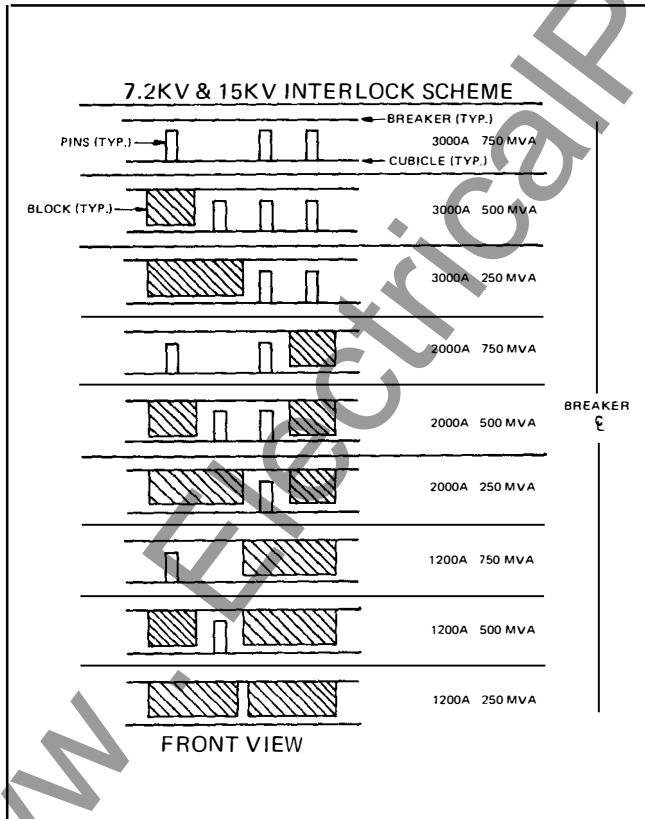 7.2KV & 15KV INTERLOCK SCHEME
BREAKER (TYP.)
PINS (TYP.)
3000A 750 MVA
CUBICLE (TYP.)
BLOCK (TYP.)
3000A 500 MVA
3000A 250 MVA
2000A 750 MVA
BREAKER
℄
2000A 500 MVA
2000A 250 MVA
1200A 750 MVA
1200A 500 MVA
1200A 250 MVA
FRONT VIEW
w . ElectricalP